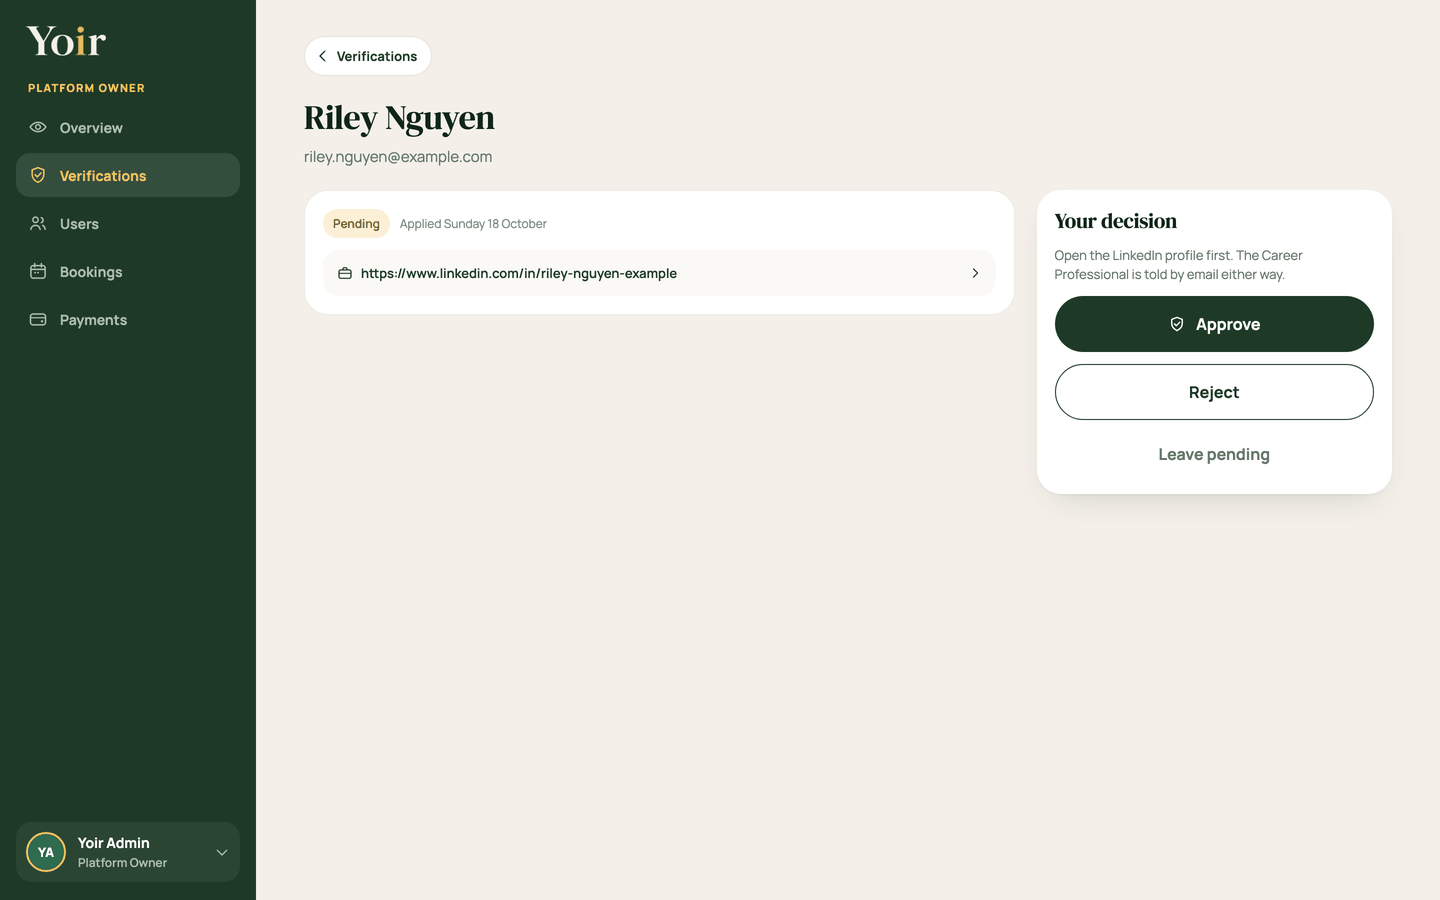 Yoir
PLATFORM OWNER
Overview
Verifications
Users
Bookings
Payments
YA
Yoir Admin
Platform Owner
Verifications
Riley Nguyen
riley.nguyen@example.com
Pending
Applied Sunday 18 October
https://www.linkedin.com/in/riley-nguyen-example
Your decision
Open the LinkedIn profile first. The Career
Professional is told by email either way.
Approve
Reject
Leave pending